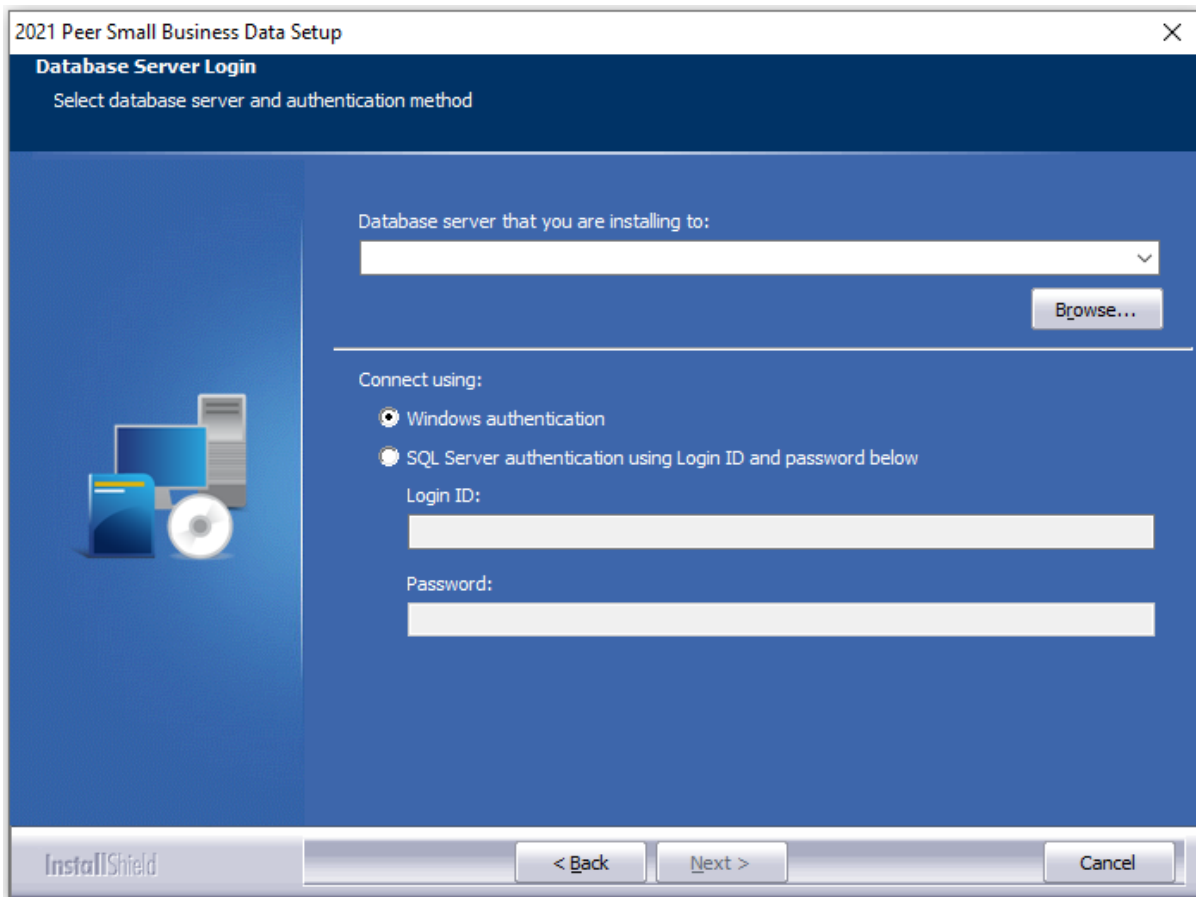 2021 Peer Small Business Data Setup
Database Server Login
Select database server and authentication method
Database server that you are installing to:
Browse...
Connect using:
Windows authentication
SQL Server authentication using Login ID and password below
Login ID:
Password:
InstallShield
< Back
Next >
Cancel